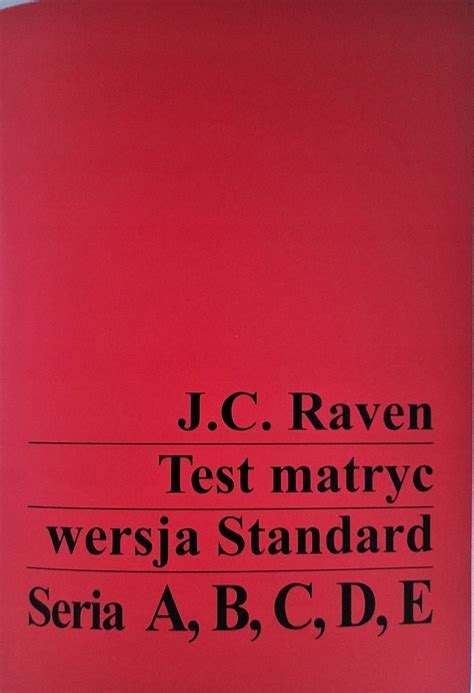 J.C. Raven
Test matryc
wersja Standard
Seria A, B, C, D, E